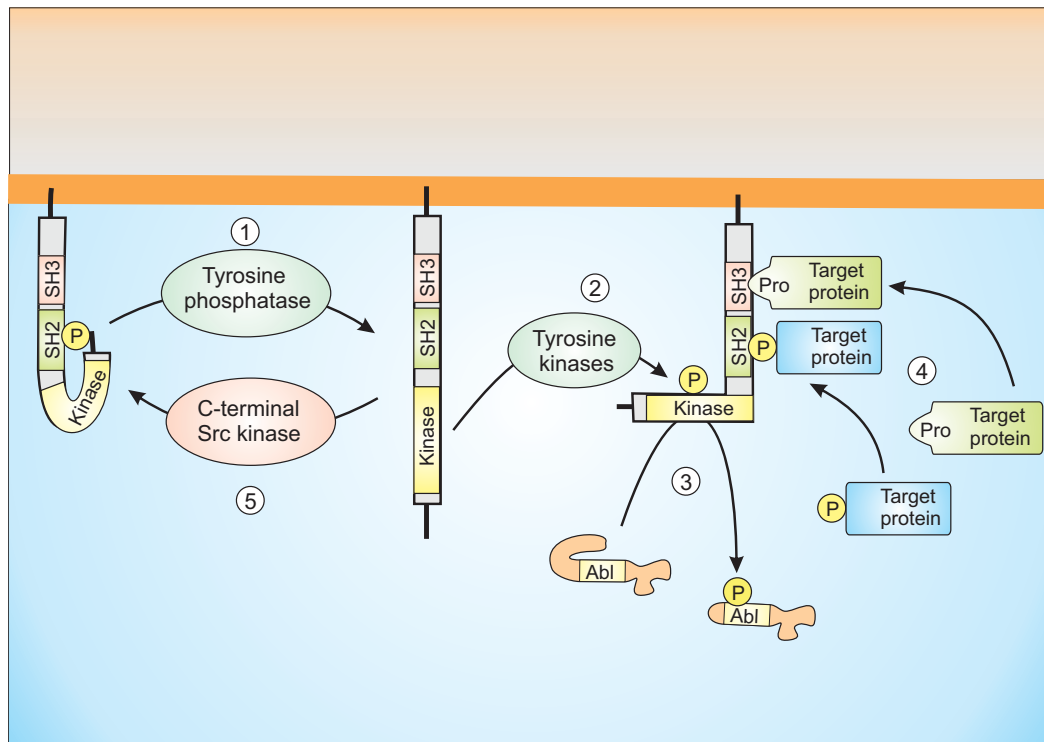 SH3
SH2
P
Kinase
1
Tyrosine
phosphatase
C-terminal
Src kinase
5
SH3
SH2
Kinase
2
Tyrosine
kinases
SH3
SH2
P
Kinase
Pro
Target
protein
P
Target
protein
4
Pro
Target
protein
P
Target
protein
3
Abl
P
Abl